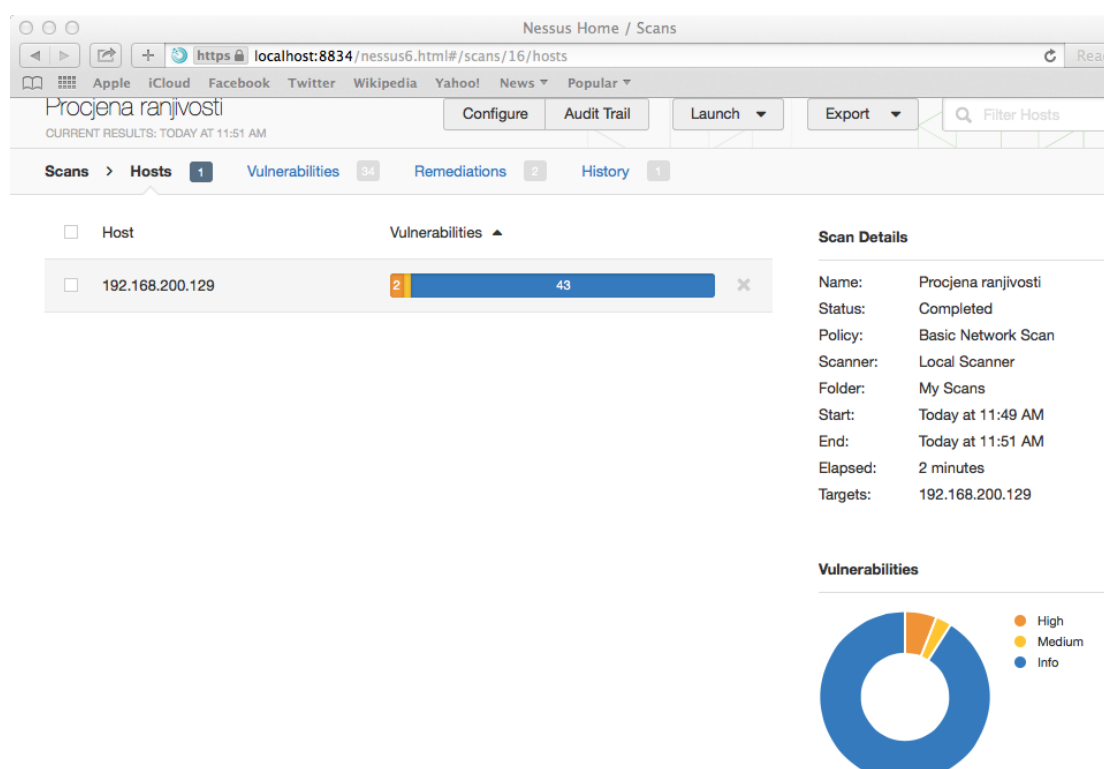 Nessus Home / Scans
https localhost:8834/nessus6.html#/scans/16/hosts
Apple iCloud Facebook Twitter Wikipedia Yahoo! News Popular
Procjena ranjivosti
CURRENT RESULTS: TODAY AT 11:51 AM
Configure Audit Trail Launch Export Filter Hosts
Scans > Hosts 1 Vulnerabilities 34 Remediations 2 History 1
Host Vulnerabilities
192.168.200.129 2 43
Scan Details
Name: Procjena ranjivosti
Status: Completed
Policy: Basic Network Scan
Scanner: Local Scanner
Folder: My Scans
Start: Today at 11:49 AM
End: Today at 11:51 AM
Elapsed: 2 minutes
Targets: 192.168.200.129
Vulnerabilities
High
Medium
Info